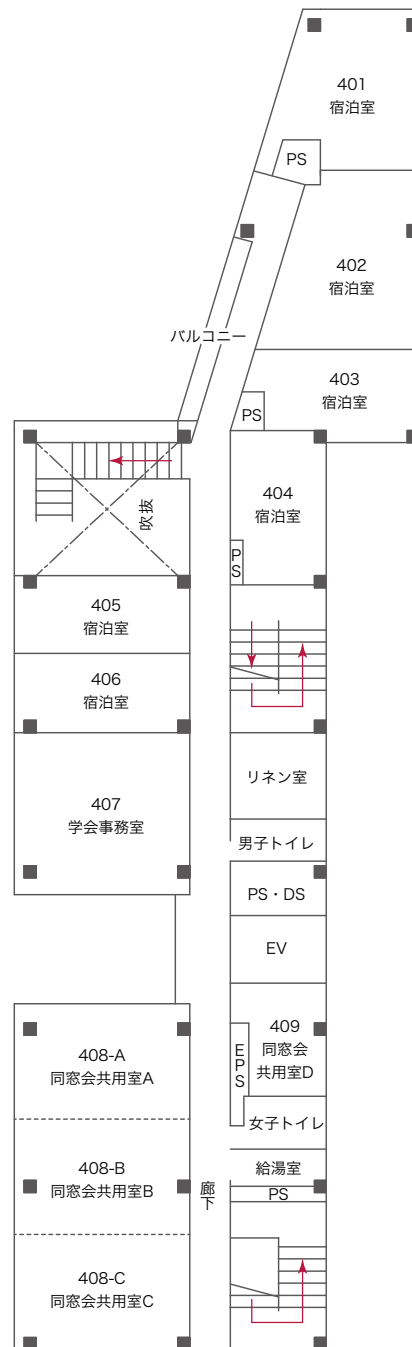 401
宿泊室
PS
402
宿泊室
バルコニー
403
宿泊室
PS
404
宿泊室
吹抜
PS
405
宿泊室
406
宿泊室
リネン室
407
学会事務室
男子トイレ
PS・DS
EV
409
同窓会
共用室D
EPS
408-A
同窓会共用室A
女子トイレ
408-B
同窓会共用室B
給湯室
PS
廊下
408-C
同窓会共用室C